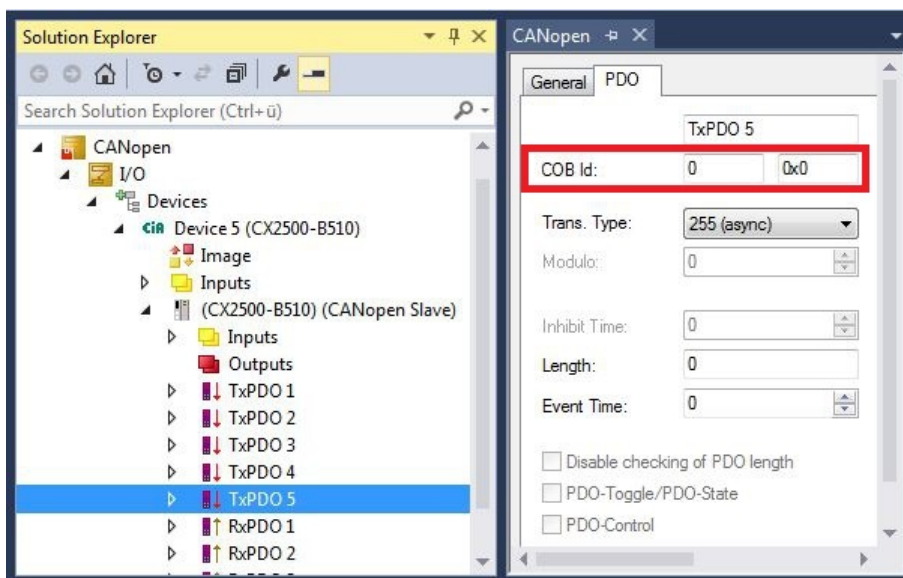 Solution Explorer
Search Solution Explorer (Ctrl+ü)
CANopen
I/O
Devices
CiA Device 5 (CX2500-B510)
Image
Inputs
(CX2500-B510) (CANopen Slave)
Inputs
Outputs
TxPDO 1
TxPDO 2
TxPDO 3
TxPDO 4
TxPDO 5
RxPDO 1
RxPDO 2
CANopen
General PDO
TxPDO 5
COB Id: 0 0x0
Trans. Type: 255 (async)
Modulo: 0
Inhibit Time: 0
Length: 0
Event Time: 0
Disable checking of PDO length
PDO-Toggle/PDO-State
PDO-Control